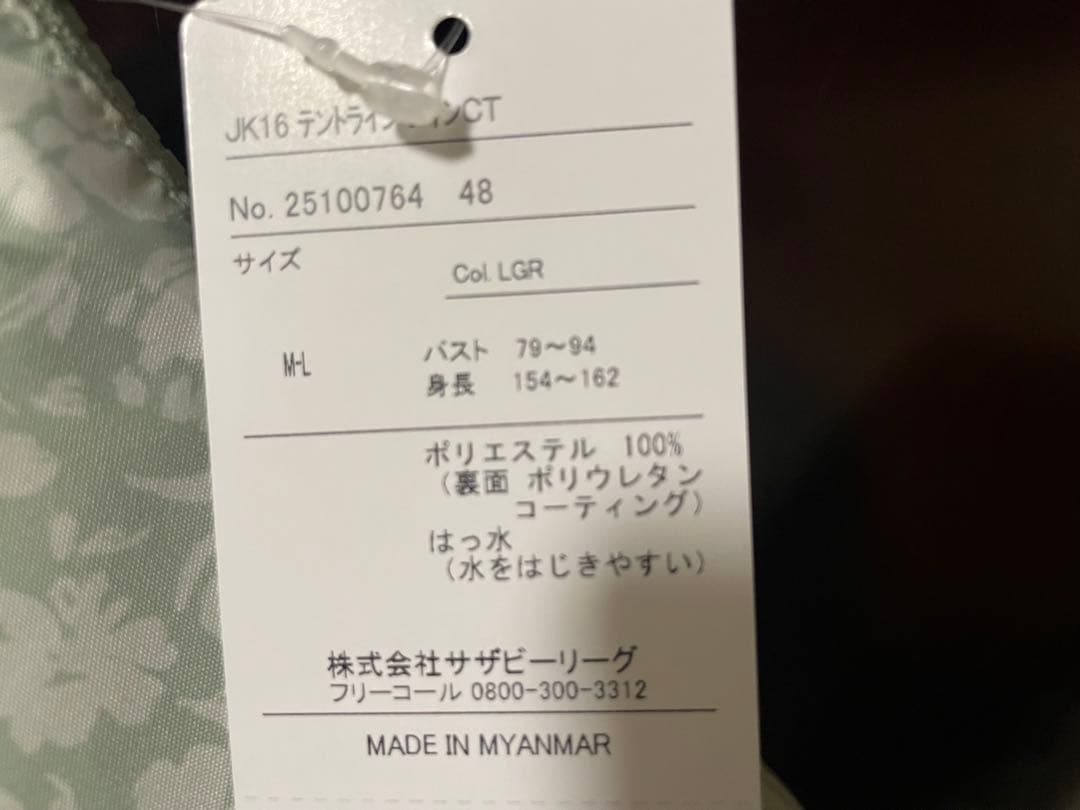 JK16 テントライン インCT
No. 25100764 48
サイズ
Col. LGR
M-L
バスト 79～94
身長 154～162
ポリエステル 100%
（裏面 ポリウレタン
コーティング）
はっ水
（水をはじきやすい）
株式会社サザビーリーグ
フリーコール 0800-300-3312
MADE IN MYANMAR